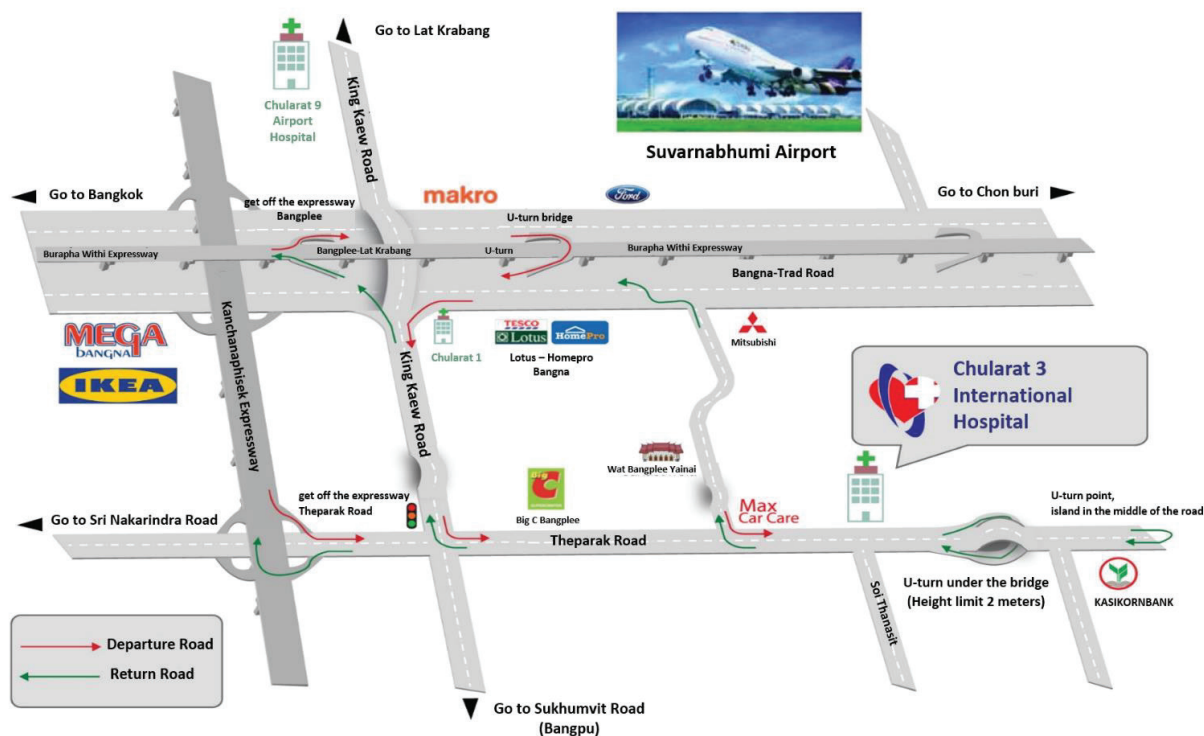 Go to Lat Krabang
Chularat 9
Airport
Hospital
King Kaew Road
Suvarnabhumi Airport
Go to Bangkok
get off the expressway
Bangplee
makro
Ford
U-turn bridge
Go to Chon buri
Burapha Withi Expressway
Bangplee-Lat Krabang
U-turn
Burapha Withi Expressway
Bangna-Trad Road
MEGA
bangna
IKEA
Kanchanaphisek Expressway
King Kaew Road
Chularat 1
TESCO
Lotus
HomePro
Lotus – Homepro
Bangna
Mitsubishi
Chularat 3
International
Hospital
Wat Bangplee Yainai
get off the expressway
Theparak Road
Big
C
Big C Bangplee
Max
Car Care
U-turn point,
island in the middle of the road
Go to Sri Nakarindra Road
Theparak Road
Soi Thanasit
U-turn under the bridge
(Height limit 2 meters)
KASIKORNBANK
Departure Road
Return Road
Go to Sukhumvit Road
(Bangpu)